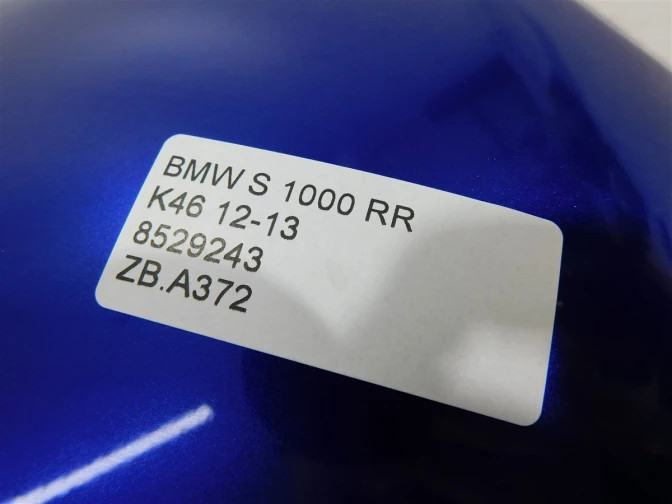 BMW S 1000 RR
K46 12-13
8529243
ZB.A372